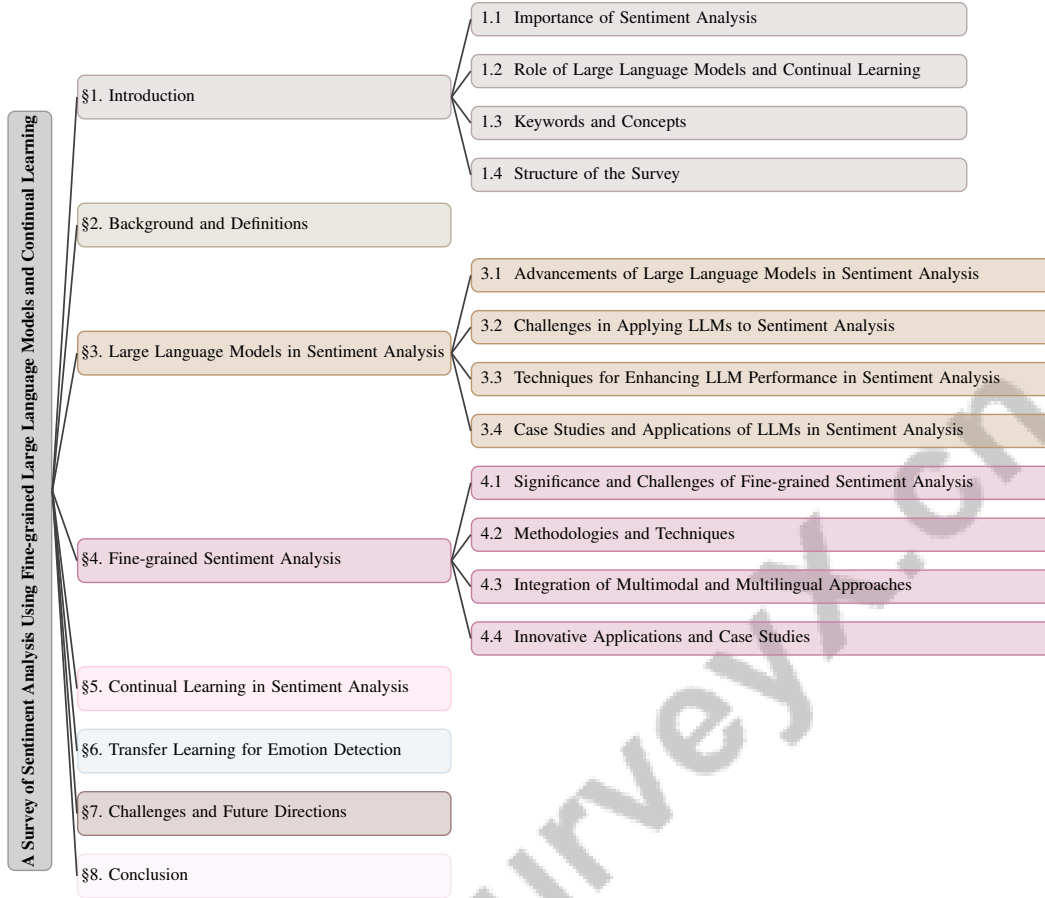 A Survey of Sentiment Analysis Using Fine-grained Large Language Models and Continual Learning
§1. Introduction
1.1 Importance of Sentiment Analysis
1.2 Role of Large Language Models and Continual Learning
1.3 Keywords and Concepts
1.4 Structure of the Survey
§2. Background and Definitions
§3. Large Language Models in Sentiment Analysis
3.1 Advancements of Large Language Models in Sentiment Analysis
3.2 Challenges in Applying LLMs to Sentiment Analysis
3.3 Techniques for Enhancing LLM Performance in Sentiment Analysis
3.4 Case Studies and Applications of LLMs in Sentiment Analysis
§4. Fine-grained Sentiment Analysis
4.1 Significance and Challenges of Fine-grained Sentiment Analysis
4.2 Methodologies and Techniques
4.3 Integration of Multimodal and Multilingual Approaches
4.4 Innovative Applications and Case Studies
§5. Continual Learning in Sentiment Analysis
§6. Transfer Learning for Emotion Detection
§7. Challenges and Future Directions
§8. Conclusion
urveyx.cn